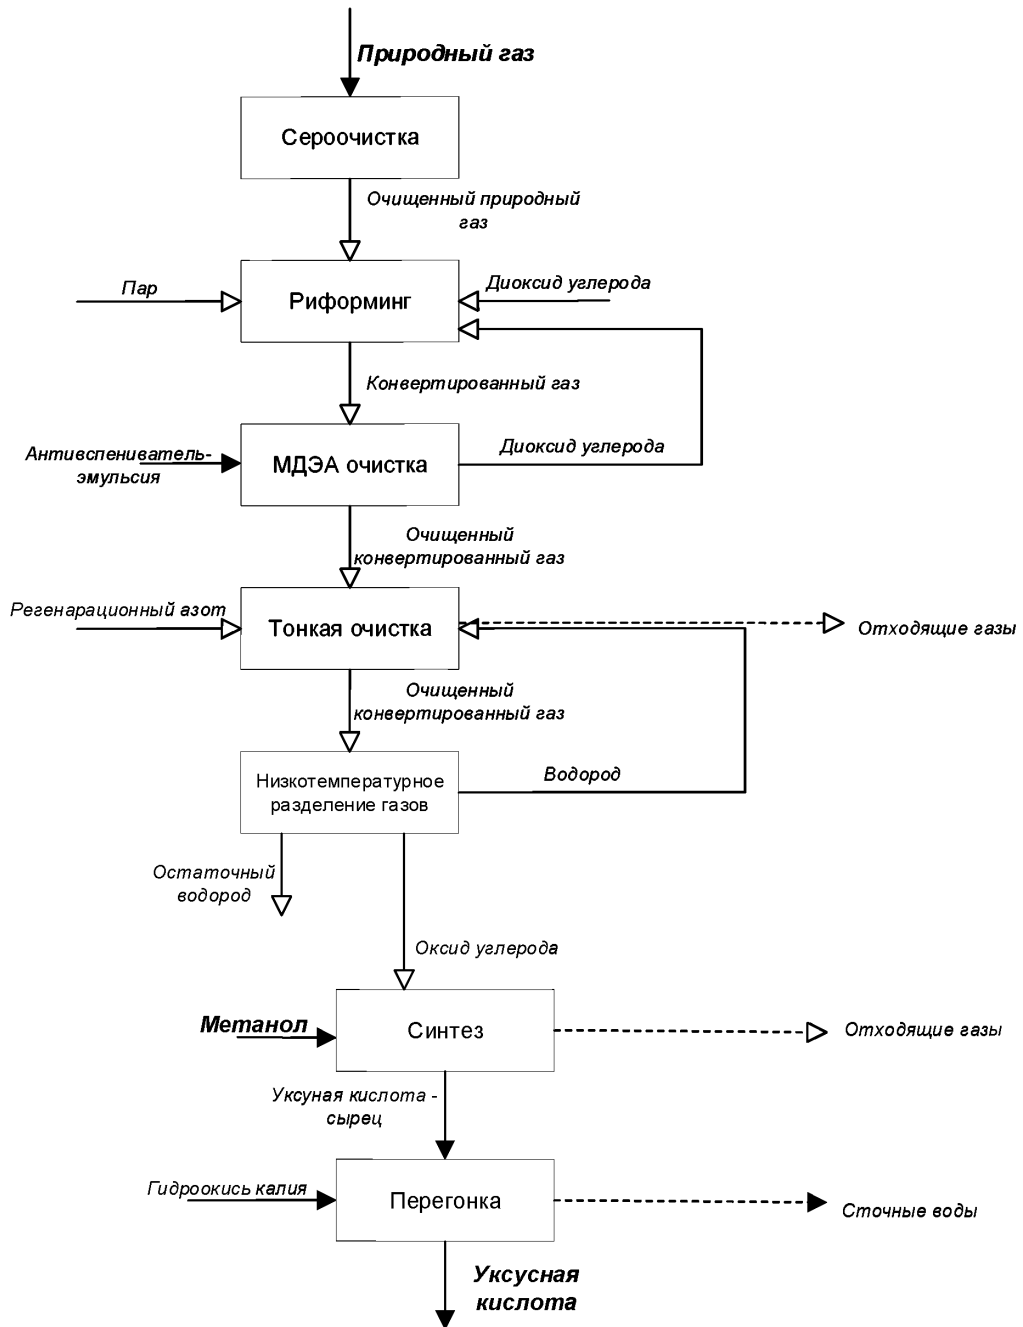 Природный газ
Сероочистка
Очищенный природный
газ
Пар
Риформинг
Диоксид углерода
Конвертированный газ
Антивспениватель-
эмульсия
МДЭА очистка
Диоксид углерода
Очищенный
конвертированный газ
Регенарационный азот
Тонкая очистка
Отходящие газы
Очищенный
конвертированный газ
Низкотемпературное
разделение газов
Водород
Остаточный
водород
Оксид углерода
Метанол
Синтез
Отходящие газы
Уксуная кислота -
сырец
Гидроокись калия
Перегонка
Сточные воды
Уксусная
кислота